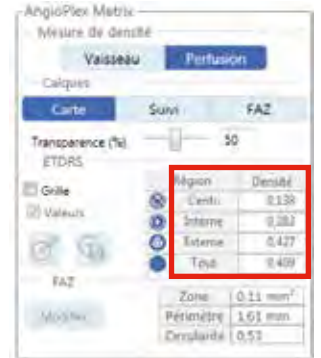 AngioPlex Metrix
Mesure de densité
Vaisseau Perfusion
Calques
Carte Suivi FAZ
Transparence (%) 50
ETDRS
Grille
Valeurs
FAZ
Modifier
Région Densité
Centr. 0,138
Interne 0,282
Externe 0,427
Tout 0,409
Zone 0.11 mm²
Périmètre 1.61 mm
Circularité 0.53